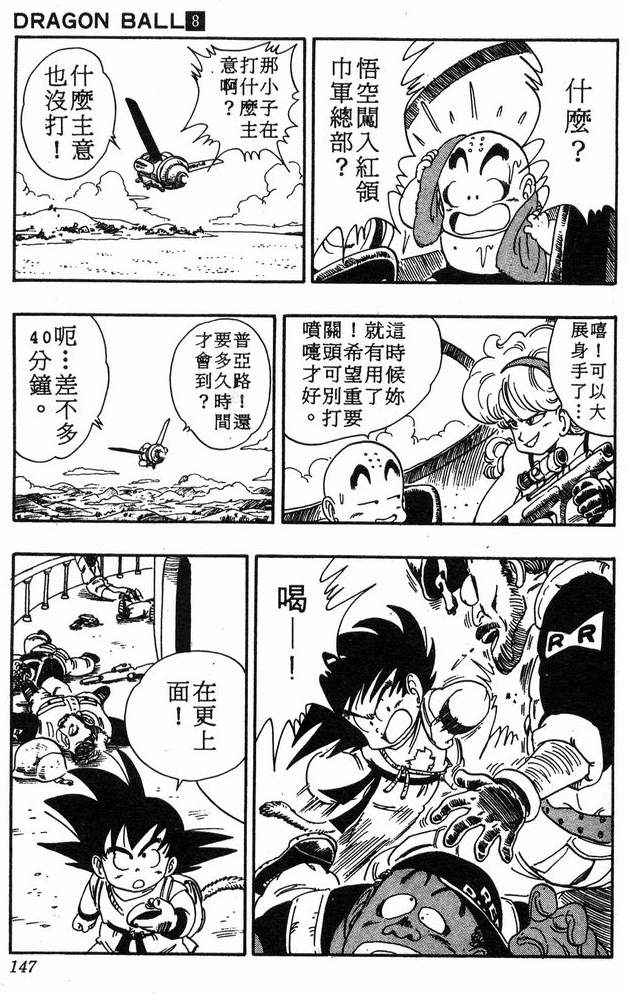 DRAGON BALL 8
什麼？
悟空闖入紅領
巾軍總部？
那小子在
打什麼主
意啊？
什麼主意
也沒打！
嘻！可以大
展身手了…
這時候妳
就有用了
！希望重要
關頭可別打
噴嚏才好。
普亞路！還
要多久時間
才會到？
呃…差不多
40分鐘。
喝—！
R R
D.RE
在更上
面！
147